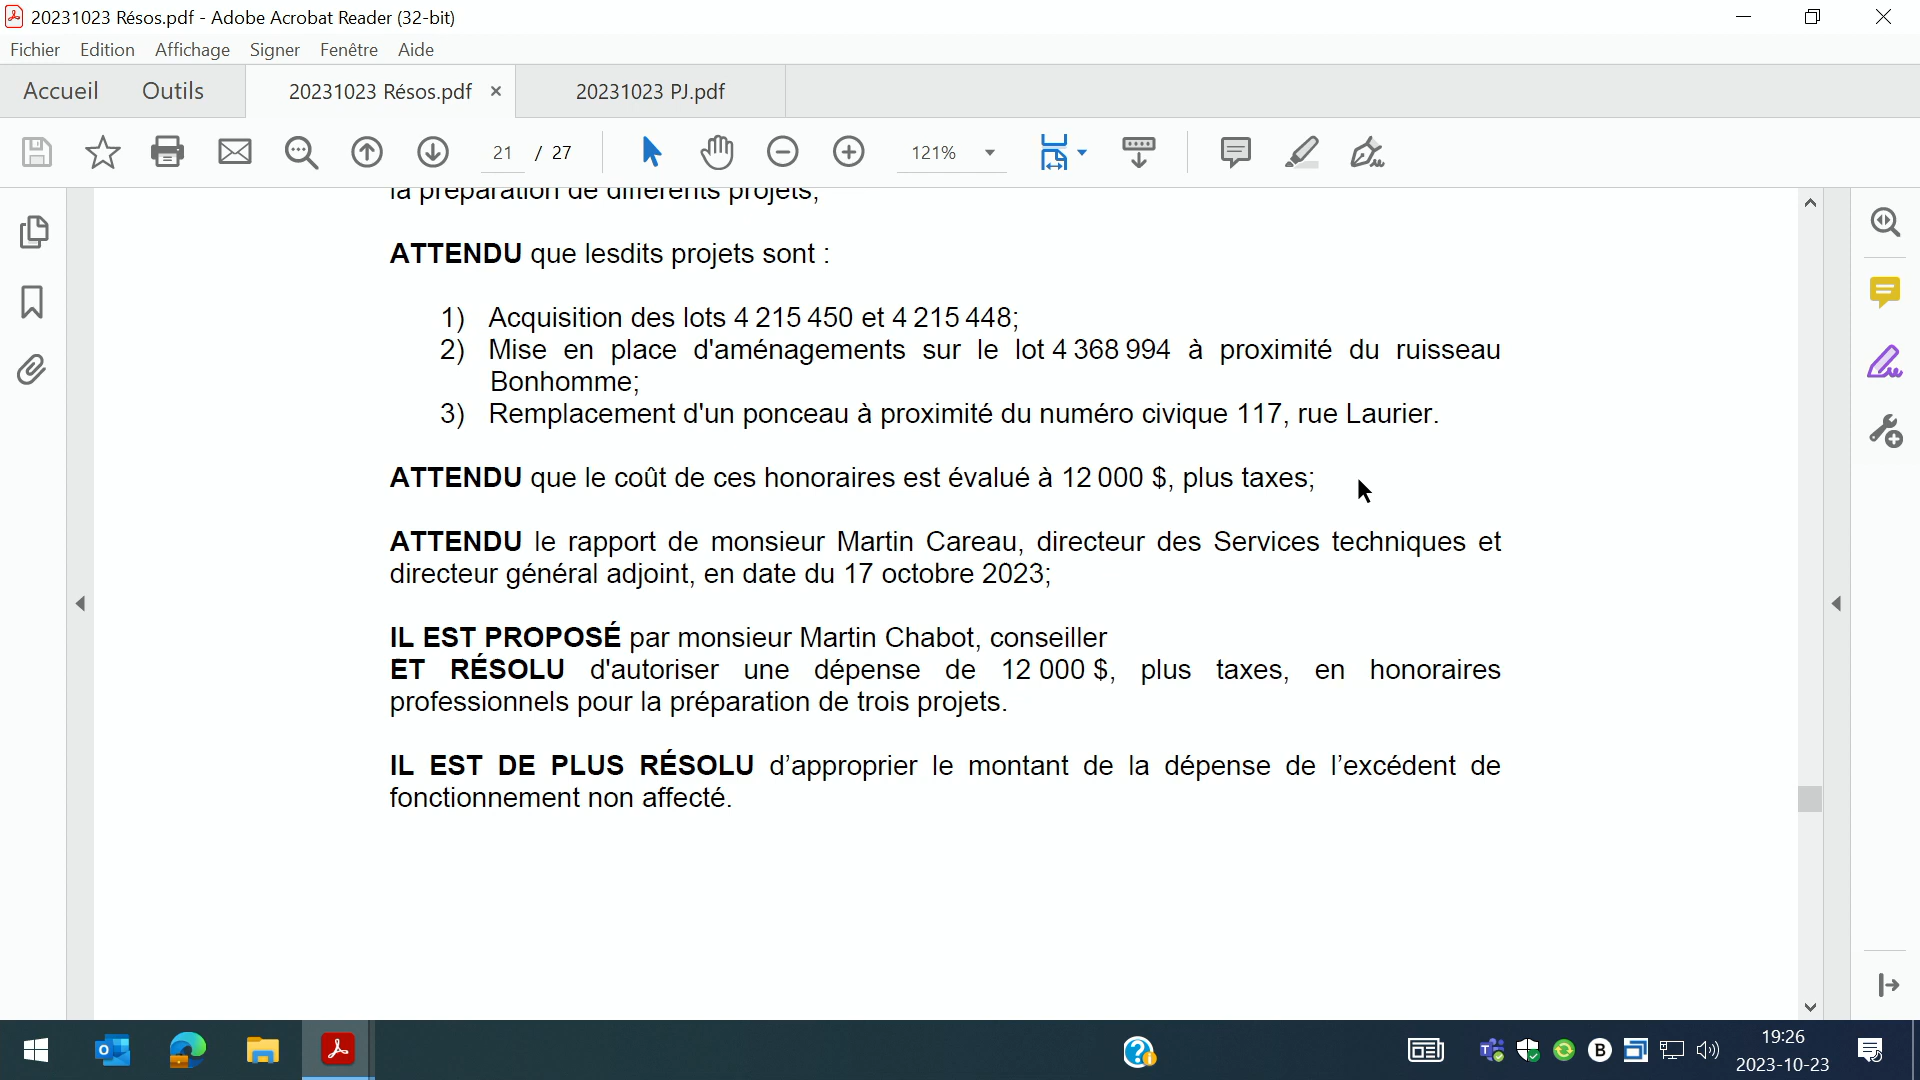 20231023 Résos.pdf - Adobe Acrobat Reader (32-bit)
Fichier Edition Affichage Signer Fenêtre Aide
Accueil Outils 20231023 Résos.pdf × 20231023 PJ.pdf
21 / 27 121%
la préparation de différents projets;
ATTENDU que lesdits projets sont :
1) Acquisition des lots 4 215 450 et 4 215 448;
2) Mise en place d'aménagements sur le lot 4 368 994 à proximité du ruisseau
Bonhomme;
3) Remplacement d'un ponceau à proximité du numéro civique 117, rue Laurier.
ATTENDU que le coût de ces honoraires est évalué à 12 000 $, plus taxes;
ATTENDU le rapport de monsieur Martin Careau, directeur des Services techniques et
directeur général adjoint, en date du 17 octobre 2023;
IL EST PROPOSÉ par monsieur Martin Chabot, conseiller
ET RÉSOLU d'autoriser une dépense de 12 000 $, plus taxes, en honoraires
professionnels pour la préparation de trois projets.
IL EST DE PLUS RÉSOLU d’approprier le montant de la dépense de l’excédent de
fonctionnement non affecté.
19:26
2023-10-23